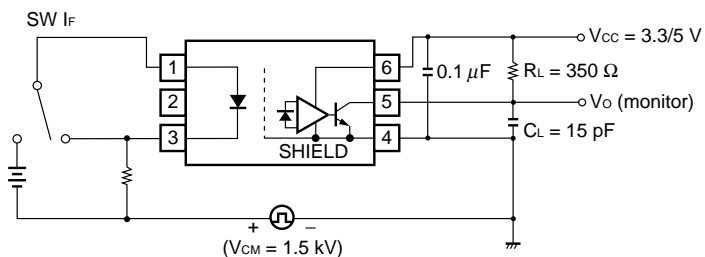 SW IF
1
2
3
SHIELD
6
5
4
0.1 μF
VCC = 3.3/5 V
RL = 350 Ω
VO (monitor)
CL = 15 pF
+ −
(VCM = 1.5 kV)